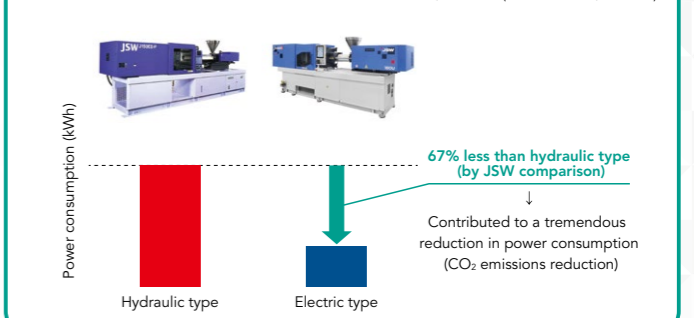 JSW
Power consumption (kWh)
67% less than hydraulic type
(by JSW comparison)
↓
Contributed to a tremendous
reduction in power consumption
(CO₂ emissions reduction)
Hydraulic type
Electric type